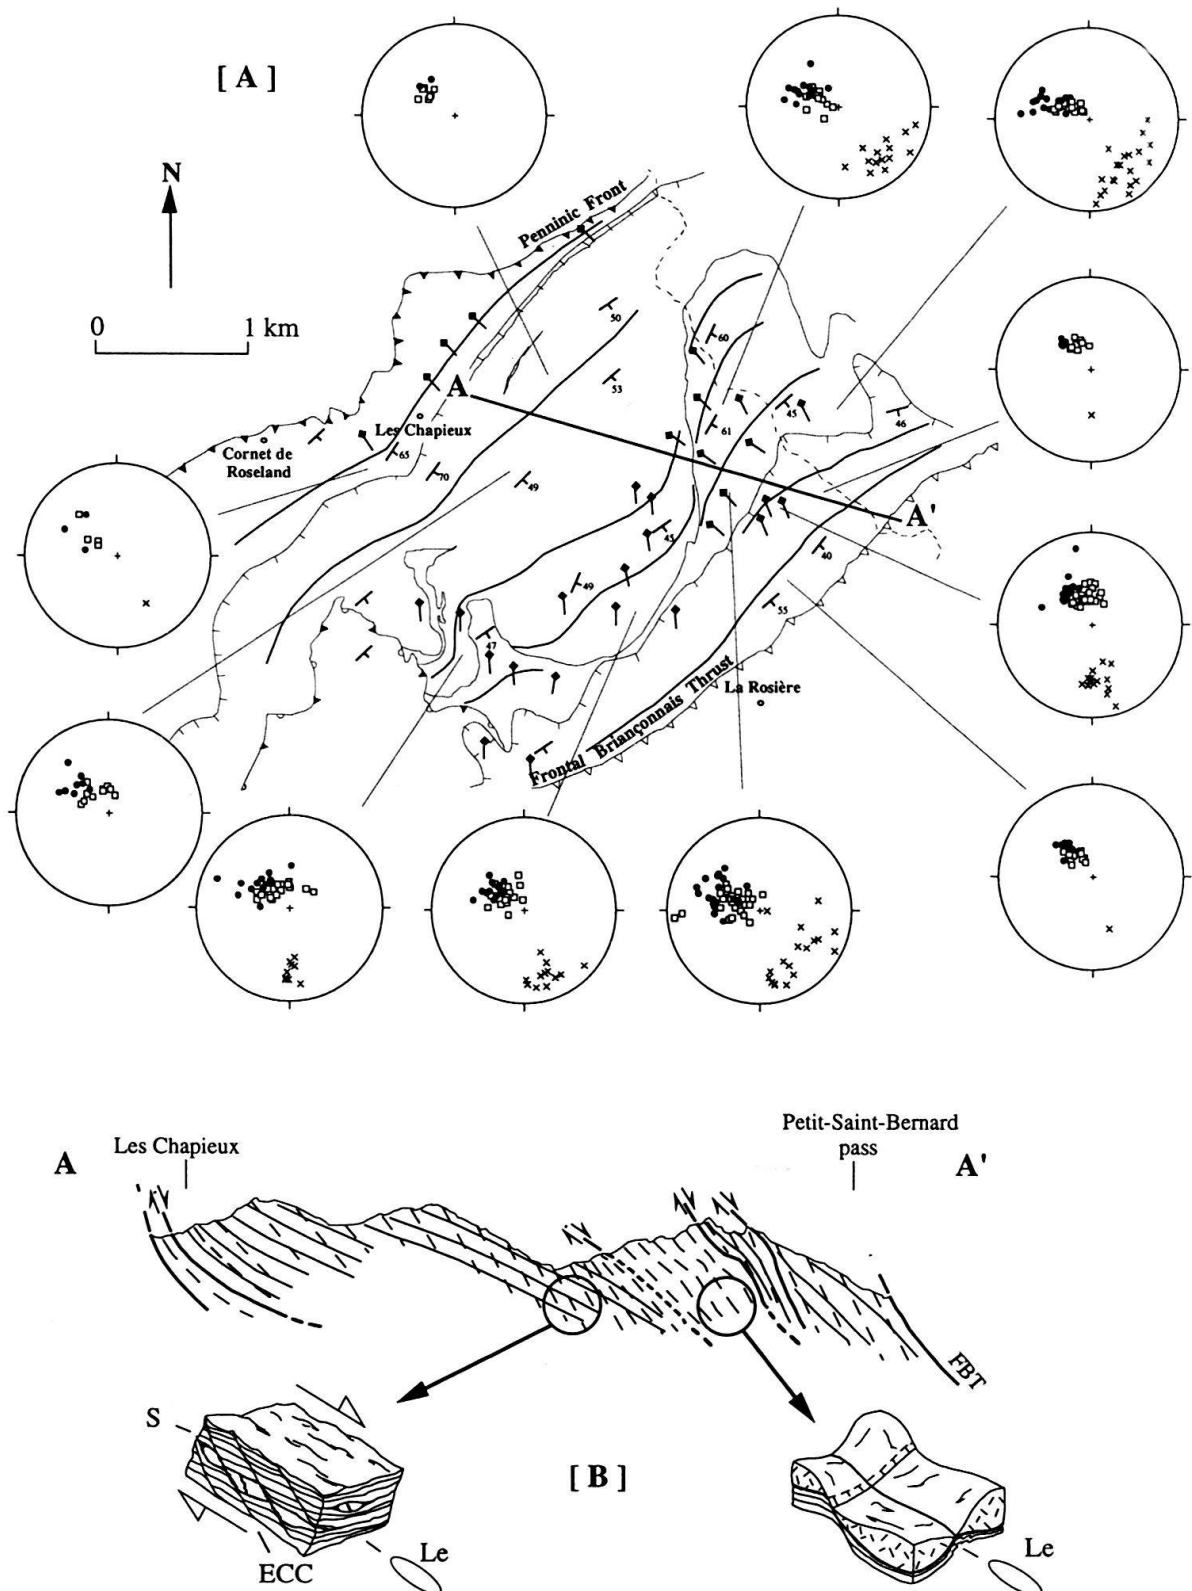 [ A ]
N
0 1 km
Penninic Front
50
60
53
A
45
46
61
Les Chapieux
Cornet de
Roseland
65
70
49
A'
45
40
49
55
47
La Rosière
Frontal Briançonnais Thrust
Petit-Saint-Bernard
pass
A Les Chapieux A'
FBT
S
[ B ]
Le
Le
ECC